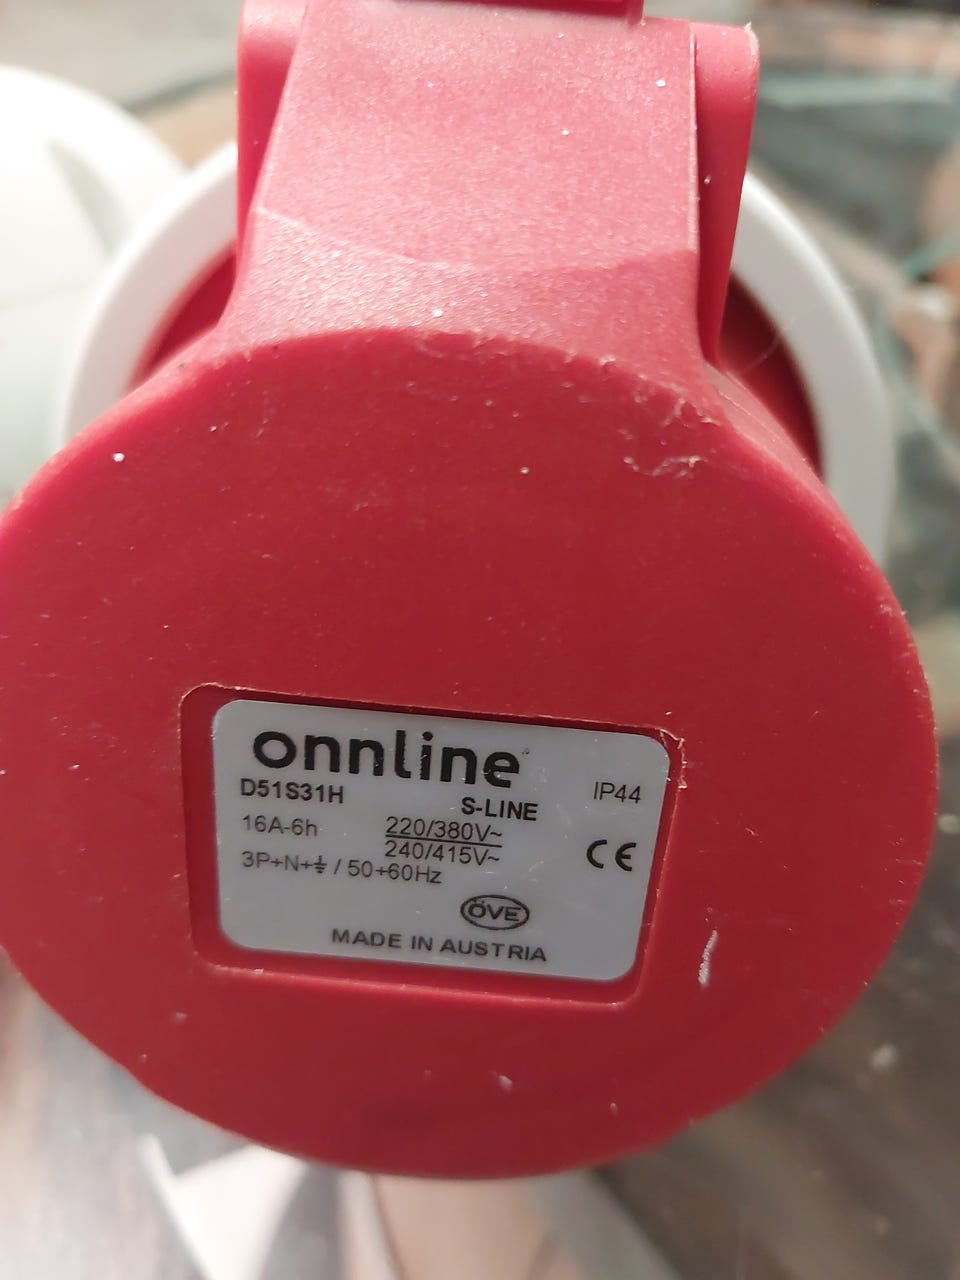 onnline
D51S31H
S-LINE
IP44
16A-6h
220/380V~
240/415V~
3P+N+⏚ / 50+60Hz
CE
ÖVE
MADE IN AUSTRIA